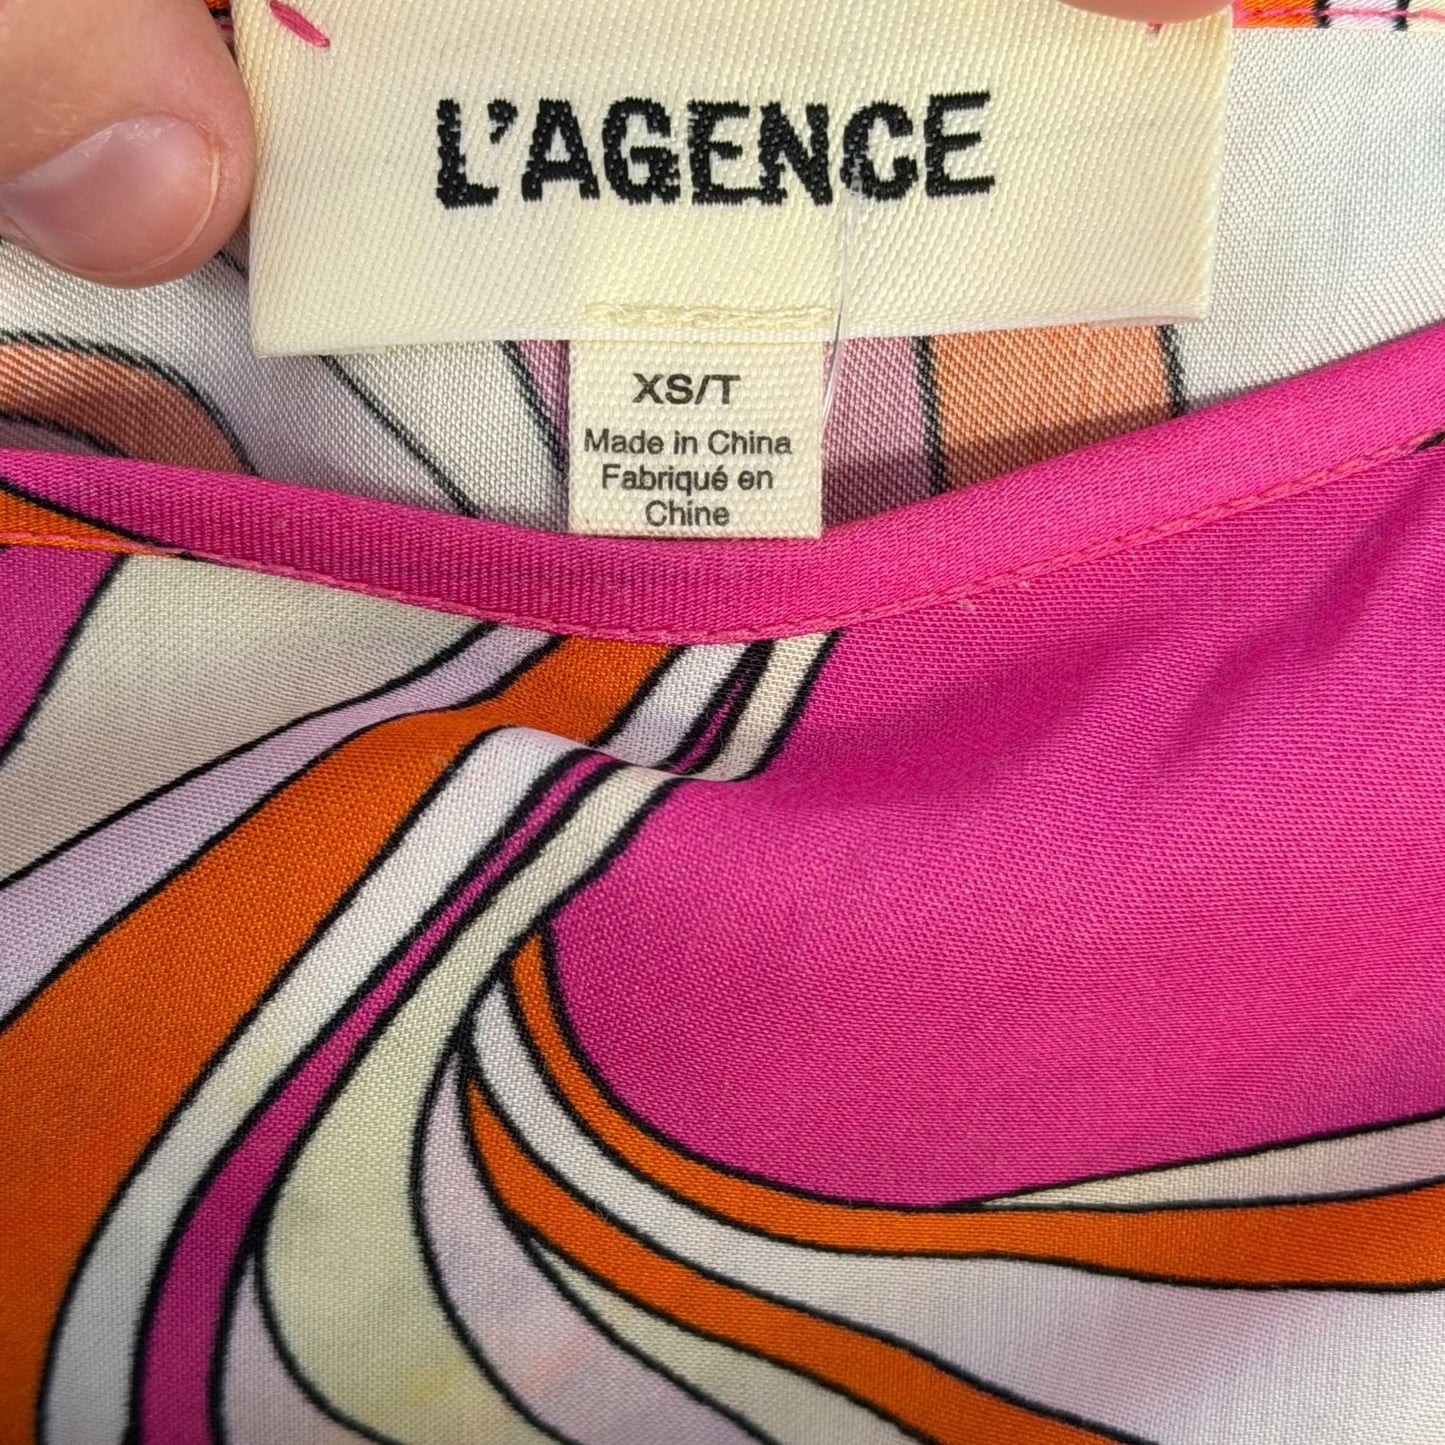 L'AGENCE
XS/T
Made in China
Fabriqué en
Chine